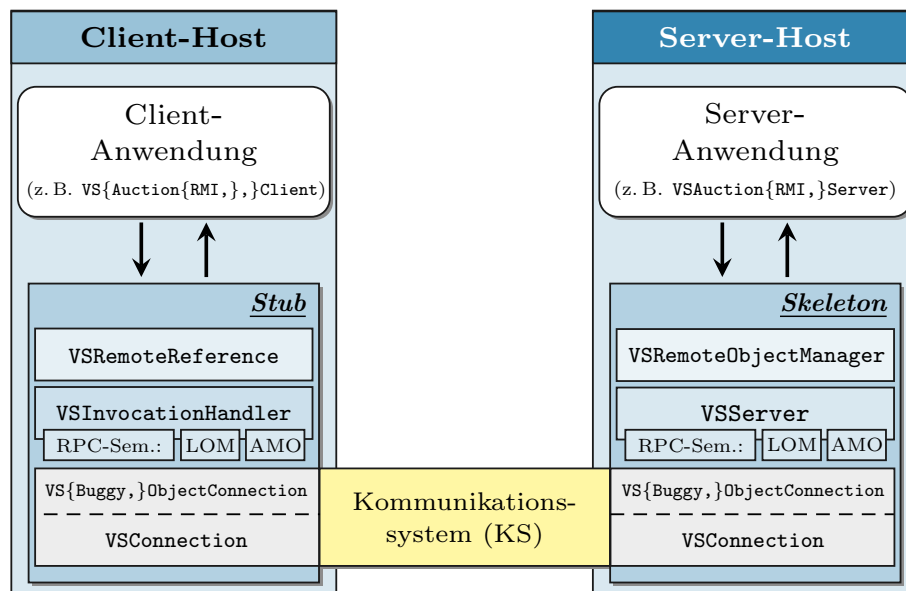 Client-Host
Client-
Anwendung
(z. B. VS{Auction{RMI,},}Client)
Stub
VSRemoteReference
VSInvocationHandler
RPC-Sem.: LOM AMO
VS{Buggy,}ObjectConnection
VSConnection
Kommunikations-
system (KS)
Server-Host
Server-
Anwendung
(z. B. VSAuction{RMI,}Server)
Skeleton
VSRemoteObjectManager
VSServer
RPC-Sem.: LOM AMO
VS{Buggy,}ObjectConnection
VSConnection